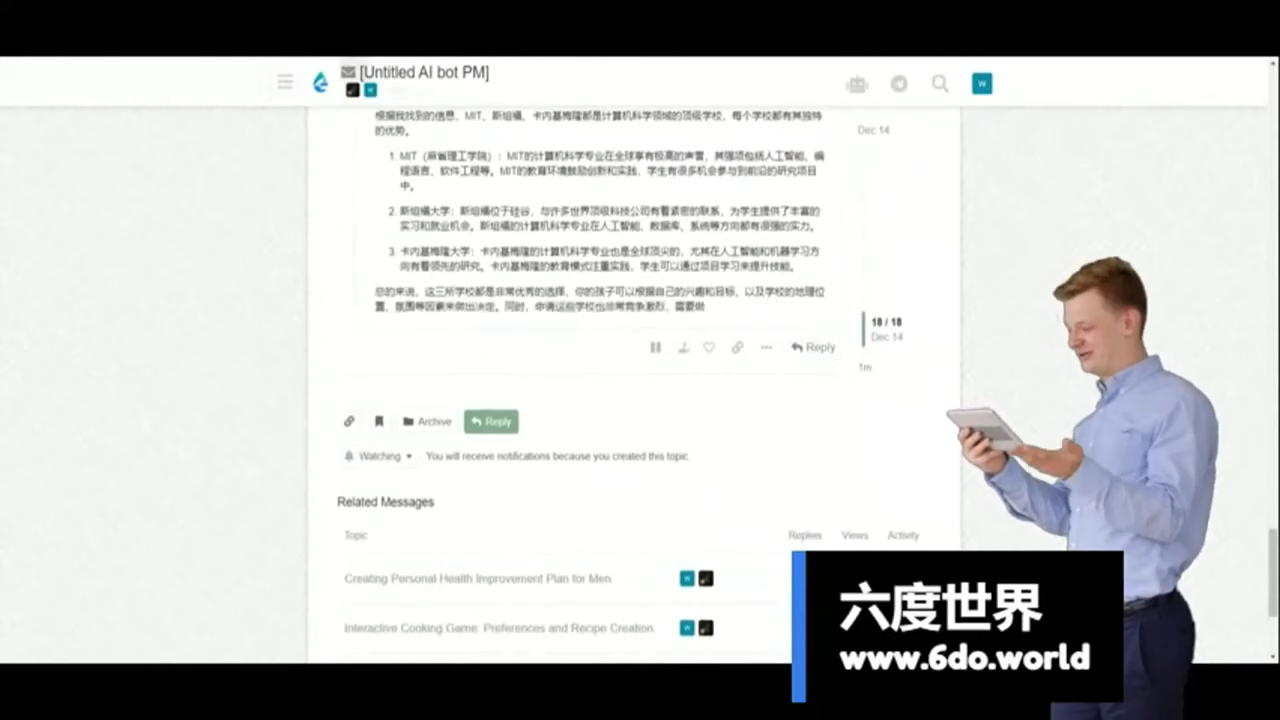 [Untitled AI bot PM]
W
W
根据我找到的信息，MIT、斯坦福、卡内基梅隆都是计算机科学领域的顶级学校，每个学校都有其独特
的优势。
Dec 14
1. MIT（麻省理工学院）：MIT的计算机科学专业在全球享有极高的声誉，其强项包括人工智能、编
程语言、软件工程等。MIT的教育环境鼓励创新和实践，学生有很多机会参与到前沿的研究项目
中。
2. 斯坦福大学：斯坦福位于硅谷，与许多世界顶级科技公司有着紧密的联系，为学生提供了丰富的
实习和就业机会。斯坦福的计算机科学专业在人工智能、数据库、系统等方向都有很强的实力。
3. 卡内基梅隆大学：卡内基梅隆的计算机科学专业也是全球顶尖的，尤其在人工智能和机器学习方
向有着领先的研究。卡内基梅隆的教育模式注重实践，学生可以通过项目学习来提升技能。
总的来说，这三所学校都是非常优秀的选择，你的孩子可以根据自己的兴趣和目标，以及学校的地理位
置、氛围等因素来做出决定。同时，申请这些学校也非常竞争激烈，需要做
18 / 18
Dec 14
Reply
1m
Archive
Reply
Watching
You will receive notifications because you created this topic.
Related Messages
Topic
Replies
Views
Activity
Creating Personal Health Improvement Plan for Men
W
Interactive Cooking Game: Preferences and Recipe Creation
W
六度世界
www.6do.world